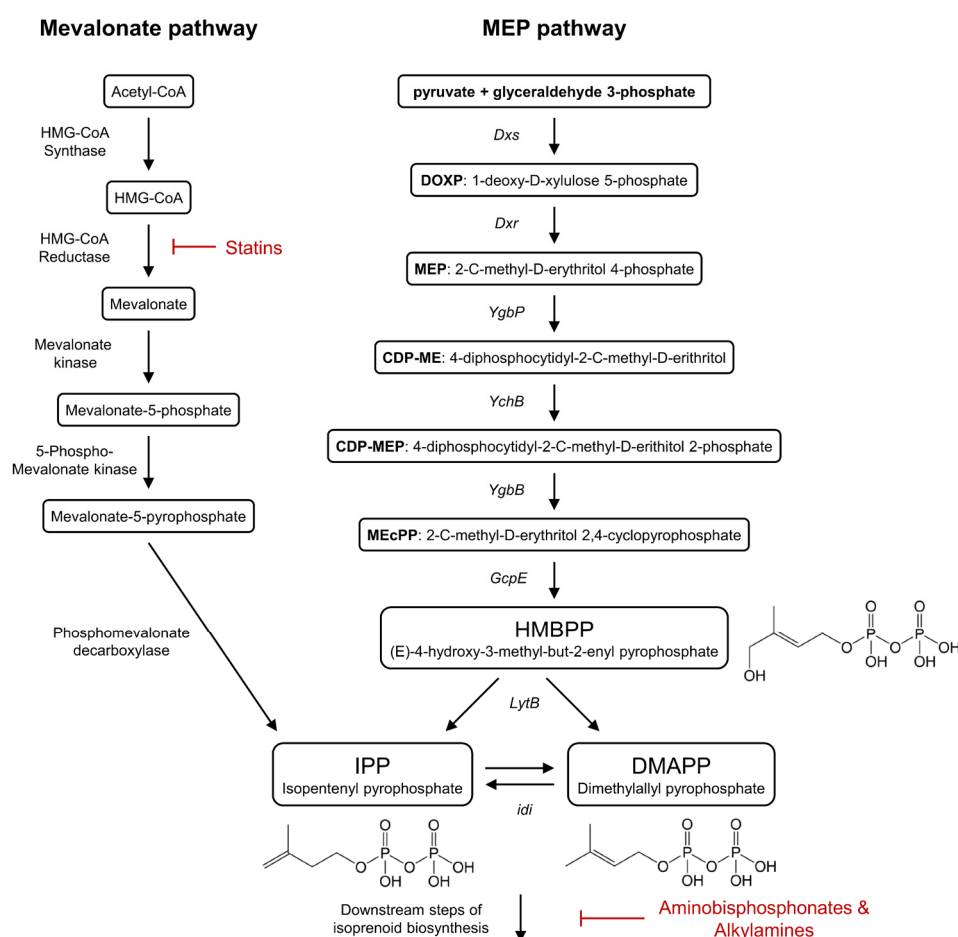 Mevalonate pathway
Acetyl-CoA
HMG-CoA
Synthase
HMG-CoA
HMG-CoA
Reductase
Statins
Mevalonate
Mevalonate
kinase
Mevalonate-5-phosphate
5-Phospho-
Mevalonate kinase
Mevalonate-5-pyrophosphate
Phosphomevalonate
decarboxylase
MEP pathway
pyruvate + glyceraldehyde 3-phosphate
Dxs
DOXP: 1-deoxy-D-xylulose 5-phosphate
Dxr
MEP: 2-C-methyl-D-erythritol 4-phosphate
YgbP
CDP-ME: 4-diphosphocytidyl-2-C-methyl-D-erithritol
YchB
CDP-MEP: 4-diphosphocytidyl-2-C-methyl-D-erithitol 2-phosphate
YgbB
MEcPP: 2-C-methyl-D-erythritol 2,4-cyclopyrophosphate
GcpE
HMBPP
(E)-4-hydroxy-3-methyl-but-2-enyl pyrophosphate
O O
O P O P OH
OH OH
OH
LytB
IPP
Isopentenyl pyrophosphate
DMAPP
Dimethylallyl pyrophosphate
idi
O O
O P O P OH
OH OH
O O
O P O P OH
OH OH
Downstream steps of
isoprenoid biosynthesis
Aminobisphosphonates &
Alkylamines